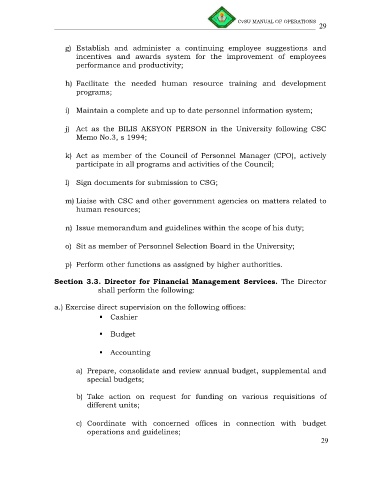 CvSU MANUAL OF OPERATIONS
29
g) Establish and administer a continuing employee suggestions and
incentives and awards system for the improvement of employees
performance and productivity;
h) Facilitate the needed human resource training and development
programs;
i) Maintain a complete and up to date personnel information system;
j) Act as the BILIS AKSYON PERSON in the University following CSC
Memo No.3, s 1994;
k) Act as member of the Council of Personnel Manager (CPO), actively
participate in all programs and activities of the Council;
l) Sign documents for submission to CSG;
m) Liaise with CSC and other government agencies on matters related to
human resources;
n) Issue memorandum and guidelines within the scope of his duty;
o) Sit as member of Personnel Selection Board in the University;
p) Perform other functions as assigned by higher authorities.
Section 3.3. Director for Financial Management Services. The Director
shall perform the following:
a.) Exercise direct supervision on the following offices:
▪ Cashier
▪ Budget
▪ Accounting
a) Prepare, consolidate and review annual budget, supplemental and
special budgets;
b) Take action on request for funding on various requisitions of
different units;
c) Coordinate with concerned offices in connection with budget
operations and guidelines;
29